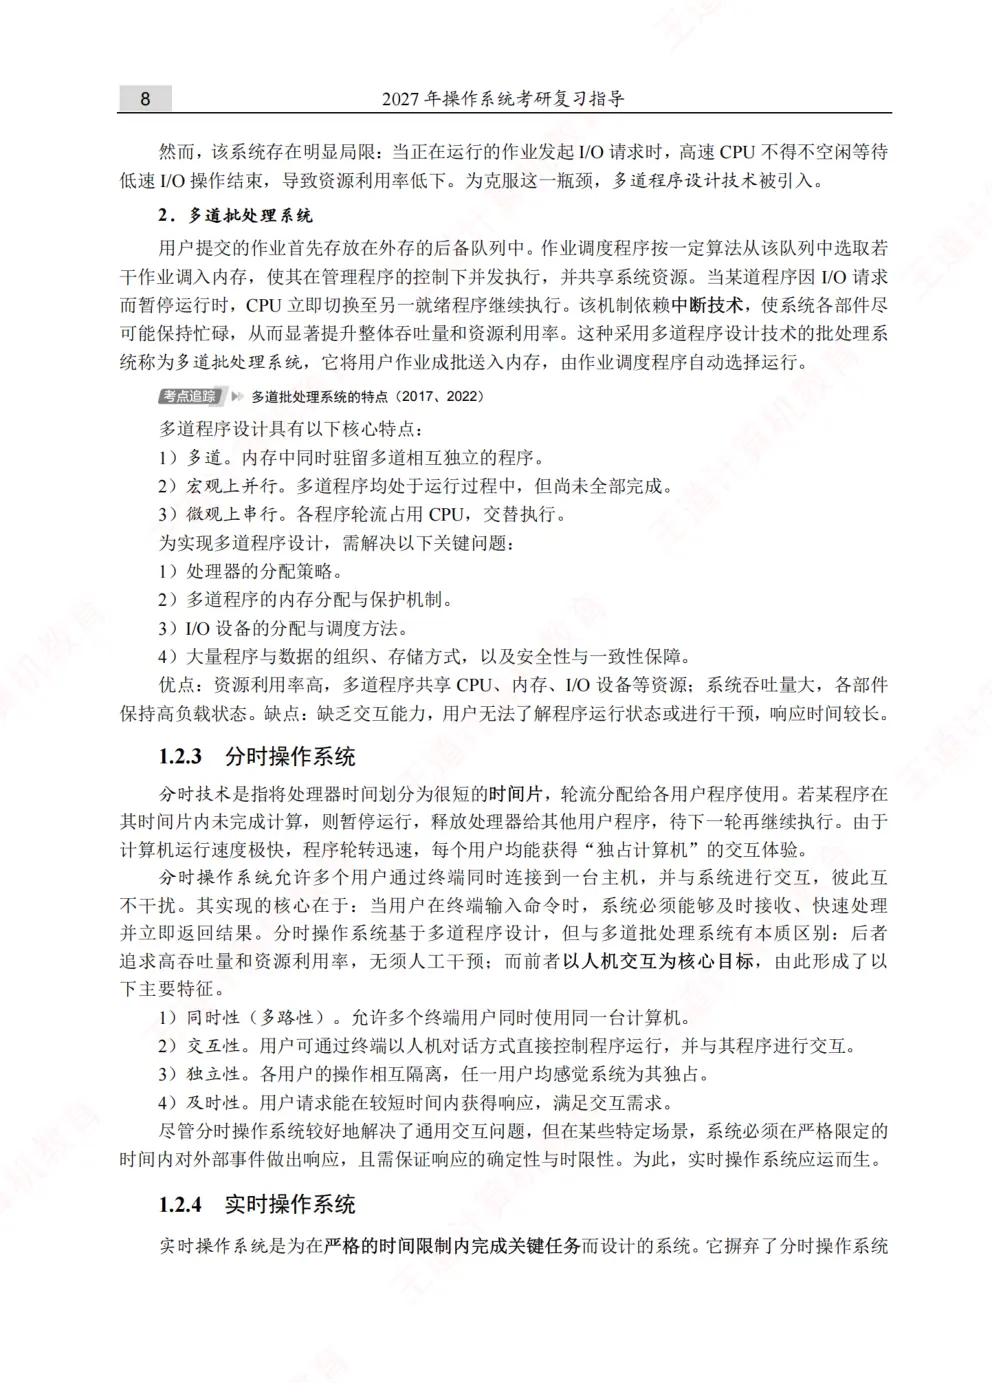 8
2027 年操作系统考研复习指导
然而，该系统存在明显局限：当正在运行的作业发起 I/O 请求时，高速 CPU 不得不空闲等待
低速 I/O 操作结束，导致资源利用率低下。为克服这一瓶颈，多道程序设计技术被引入。
2．多道批处理系统
用户提交的作业首先存放在外存的后备队列中。作业调度程序按一定算法从该队列中选取若
干作业调入内存，使其在管理程序的控制下并发执行，并共享系统资源。当某道程序因 I/O 请求
而暂停运行时，CPU 立即切换至另一就绪程序继续执行。该机制依赖中断技术，使系统各部件尽
可能保持忙碌，从而显著提升整体吞吐量和资源利用率。这种采用多道程序设计技术的批处理系
统称为多道批处理系统，它将用户作业成批送入内存，由作业调度程序自动选择运行。
考点追踪 多道批处理系统的特点（2017、2022）
多道程序设计具有以下核心特点：
1）多道。内存中同时驻留多道相互独立的程序。
2）宏观上并行。多道程序均处于运行过程中，但尚未全部完成。
3）微观上串行。各程序轮流占用 CPU，交替执行。
为实现多道程序设计，需解决以下关键问题：
1）处理器的分配策略。
2）多道程序的内存分配与保护机制。
3）I/O 设备的分配与调度方法。
4）大量程序与数据的组织、存储方式，以及安全性与一致性保障。
优点：资源利用率高，多道程序共享 CPU、内存、I/O 设备等资源；系统吞吐量大，各部件
保持高负载状态。缺点：缺乏交互能力，用户无法了解程序运行状态或进行干预，响应时间较长。
1.2.3 分时操作系统
分时技术是指将处理器时间划分为很短的时间片，轮流分配给各用户程序使用。若某程序在
其时间片内未完成计算，则暂停运行，释放处理器给其他用户程序，待下一轮再继续执行。由于
计算机运行速度极快，程序轮转迅速，每个用户均能获得“独占计算机”的交互体验。
分时操作系统允许多个用户通过终端同时连接到一台主机，并与系统进行交互，彼此互
不干扰。其实现的核心在于：当用户在终端输入命令时，系统必须能够及时接收、快速处理
并立即返回结果。分时操作系统基于多道程序设计，但与多道批处理系统有本质区别：后者
追求高吞吐量和资源利用率，无须人工干预；而前者以人机交互为核心目标，由此形成了以
下主要特征。
1）同时性（多路性）。允许多个终端用户同时使用同一台计算机。
2）交互性。用户可通过终端以人机对话方式直接控制程序运行，并与其程序进行交互。
3）独立性。各用户的操作相互隔离，任一用户均感觉系统为其独占。
4）及时性。用户请求能在较短时间内获得响应，满足交互需求。
尽管分时操作系统较好地解决了通用交互问题，但在某些特定场景，系统必须在严格限定的
时间内对外部事件做出响应，且需保证响应的确定性与时限性。为此，实时操作系统应运而生。
1.2.4 实时操作系统
实时操作系统是为在严格的时间限制内完成关键任务而设计的系统。它摒弃了分时操作系统